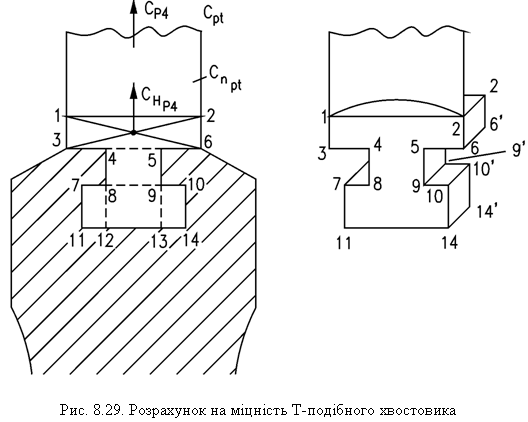 C_P4
C_pt
C_n pt
C_H P4
1 2
3 6
4 5
7 10
8 9
11 12 13 14
1 2
2
6'
3 4 5 6
9'
10'
7 8 9 10
14'
11 14
Рис. 8.29. Розрахунок на міцність Т-подібного хвостовика